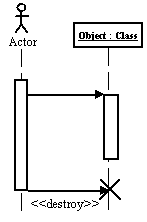 Actor
Object : Class
<<destroy>>